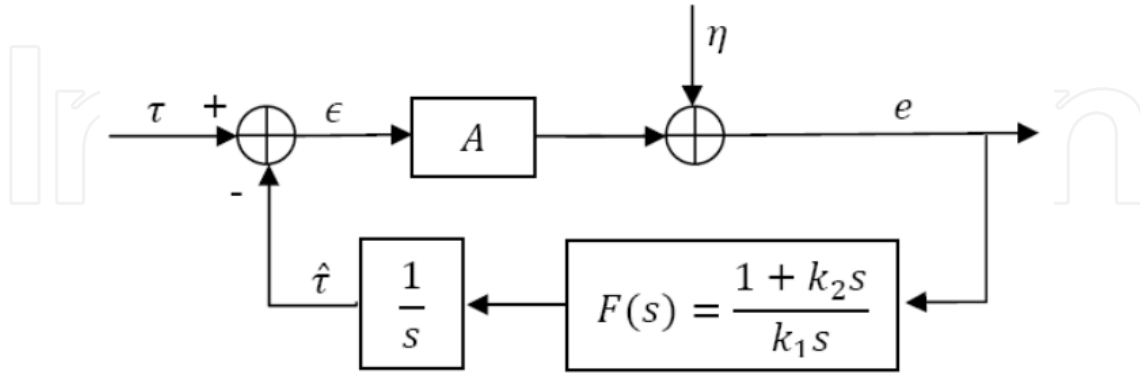 η
τ + ϵ A e
-
τ̂ 1/s F(s) = (1 + k₂s)/(k₁s)